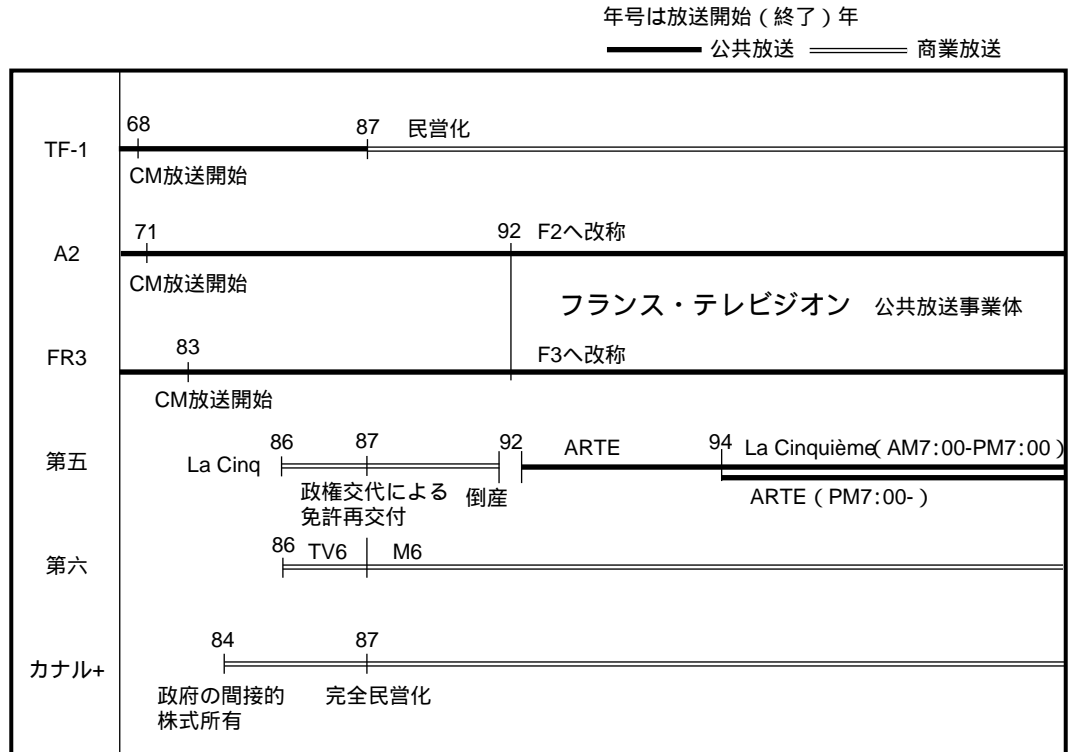 年号は放送開始(終了)年
公共放送 商業放送
TF-1
68
CM放送開始
87 民営化
A2
71
CM放送開始
92 F2へ改称
フランス・テレビジオン 公共放送事業体
FR3
83
CM放送開始
F3へ改称
第五
La Cinq
86
87
政権交代による
免許再交付
92
倒産
ARTE
94 La Cinquième(AM7:00-PM7:00)
ARTE(PM7:00-)
第六
86 TV6 M6
カナル+
84
政府の間接的
株式所有
87
完全民営化